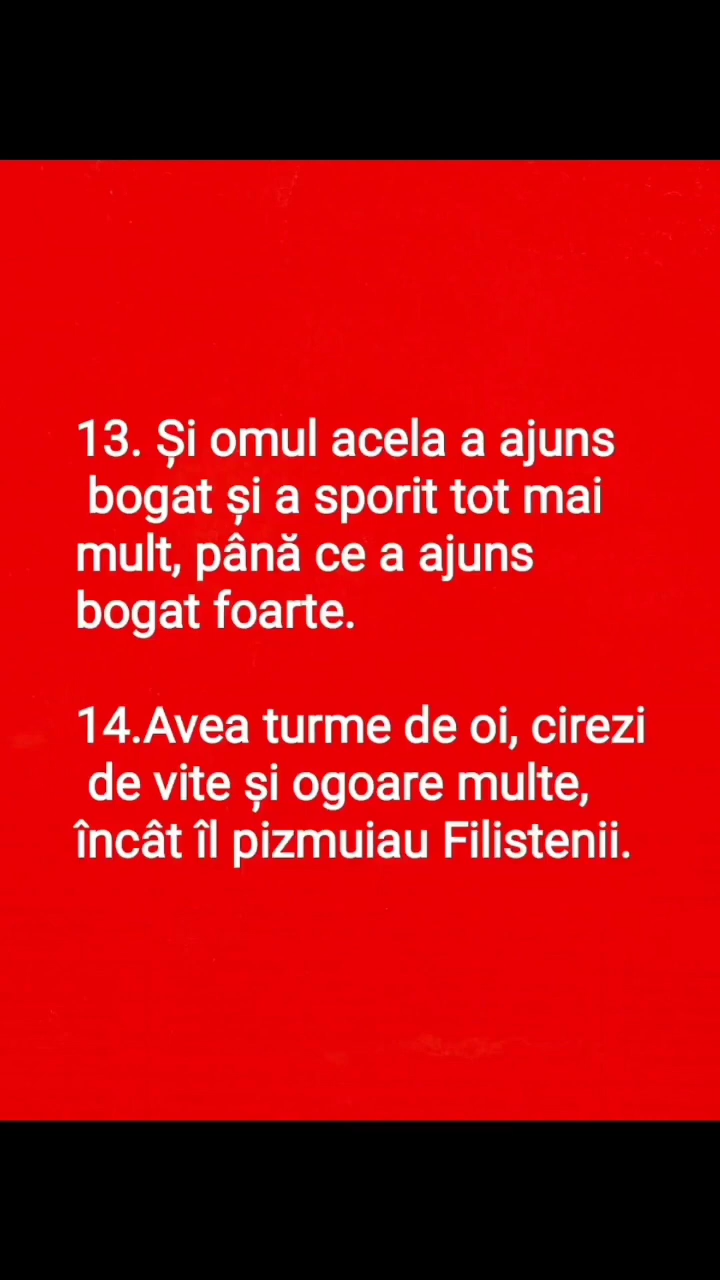 13. Și omul acela a ajuns
bogat și a sporit tot mai
mult, până ce a ajuns
bogat foarte.
14.Avea turme de oi, cirezi
de vite și ogoare multe,
încât îl pizmuiau Filistenii.